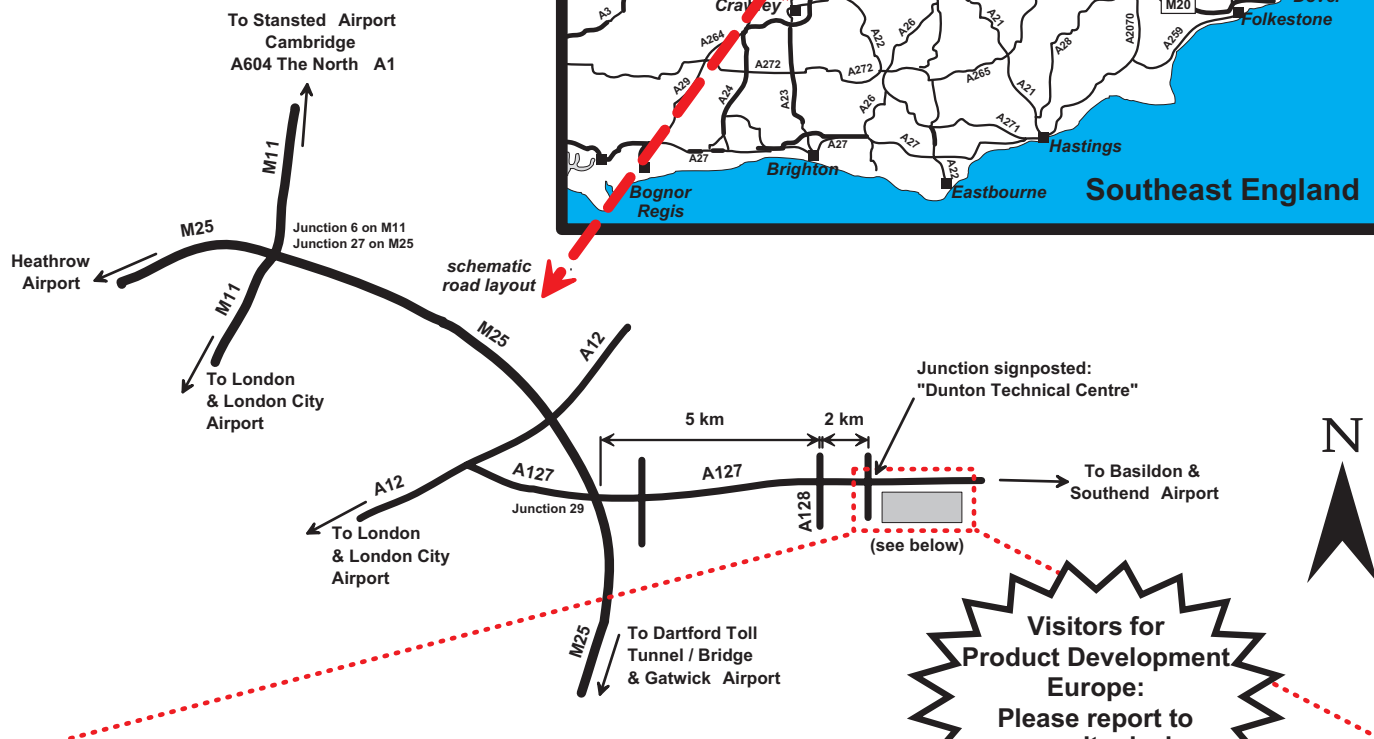 To Stansted Airport
Cambridge
A604 The North A1
M11
M25
Junction 6 on M11
Junction 27 on M25
Heathrow
Airport
M11
To London
& London City
Airport
A3
Crawley
A264
A29
A24
A272
A23
A272
A22
A26
A26
A21
A265
A21
A28
A2070
A259
M20
Folkestone
A271
A27
A27
A27
A22
Hastings
Brighton
Eastbourne
Bognor
Regis
Southeast England
schematic
road layout
M25
A12
Junction signposted:
"Dunton Technical Centre"
5 km
2 km
N
A12
A127
A127
Junction 29
A128
To Basildon &
Southend Airport
(see below)
To London
& London City
Airport
M25
To Dartford Toll
Tunnel / Bridge
& Gatwick Airport
Visitors for
Product Development
Europe:
Please report to